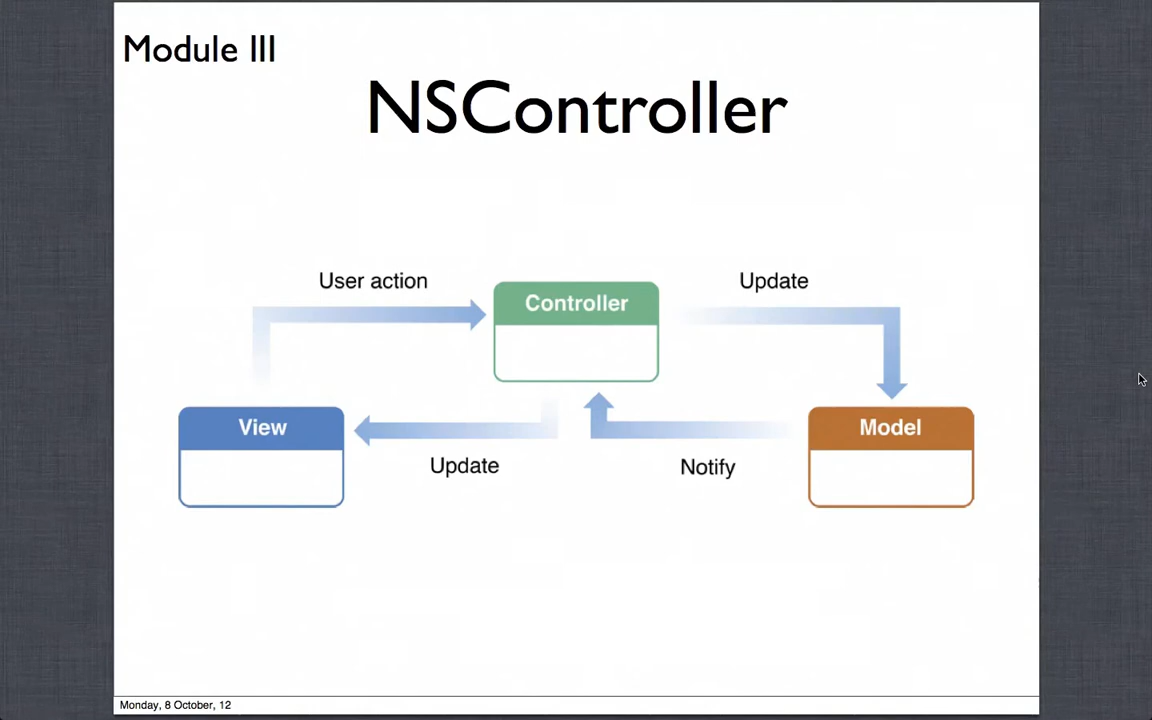 Module III
NSController
User action
Update
Controller
View
Model
Update
Notify
Monday, 8 October, 12